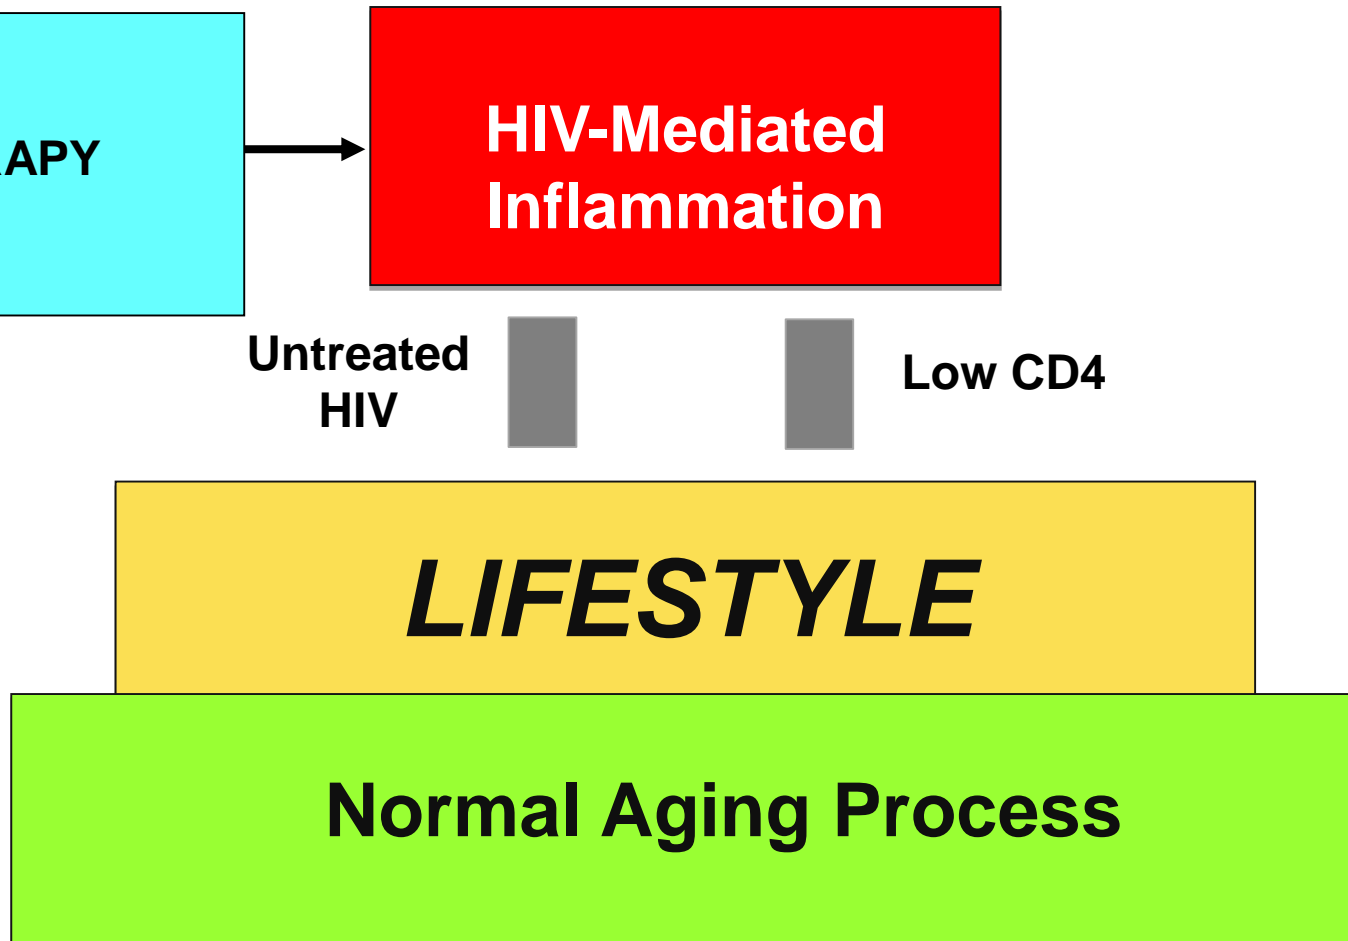 HIV-Mediated
Inflammation
APY
Untreated
HIV
Low CD4
LIFESTYLE
Normal Aging Process